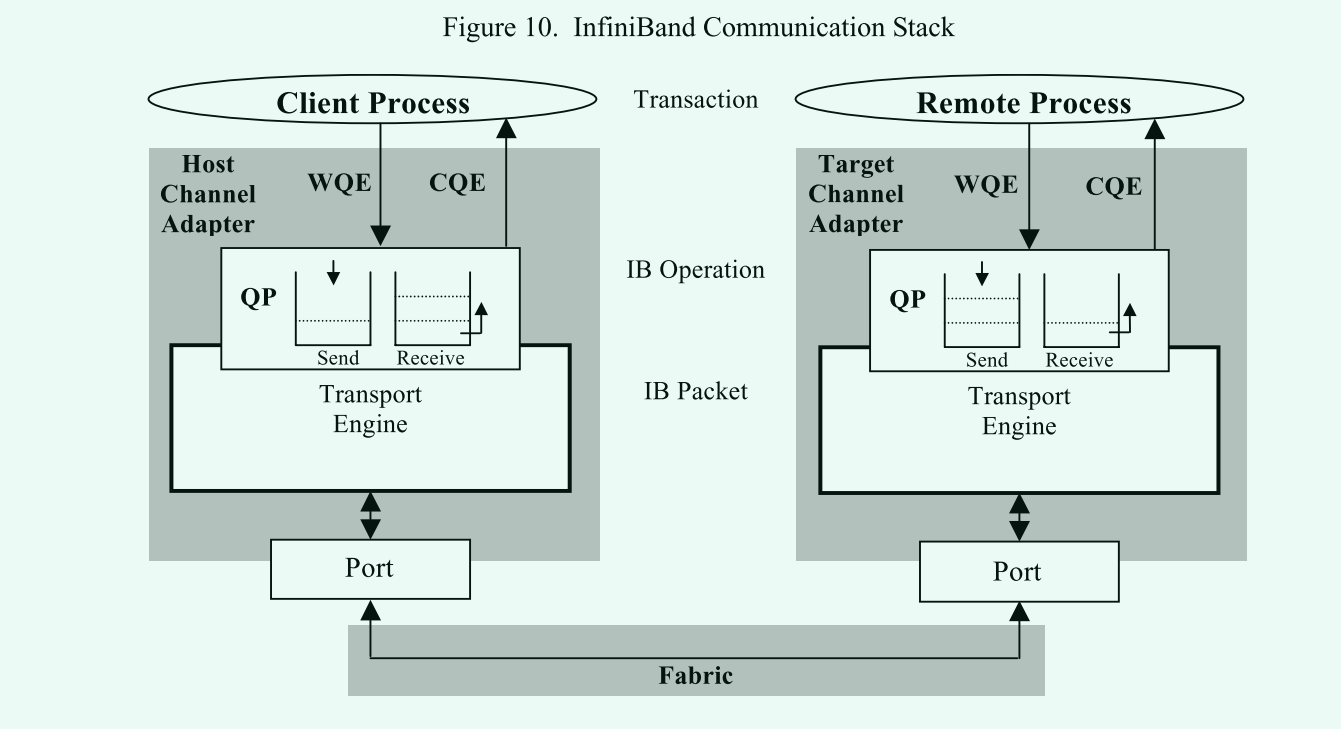 Figure 10.  InfiniBand Communication Stack
Client Process
Transaction
Remote Process
Host
Channel
Adapter
WQE
CQE
Target
Channel
Adapter
WQE
CQE
IB Operation
QP
Send
Receive
QP
Send
Receive
Transport
Engine
IB Packet
Transport
Engine
Port
Port
Fabric